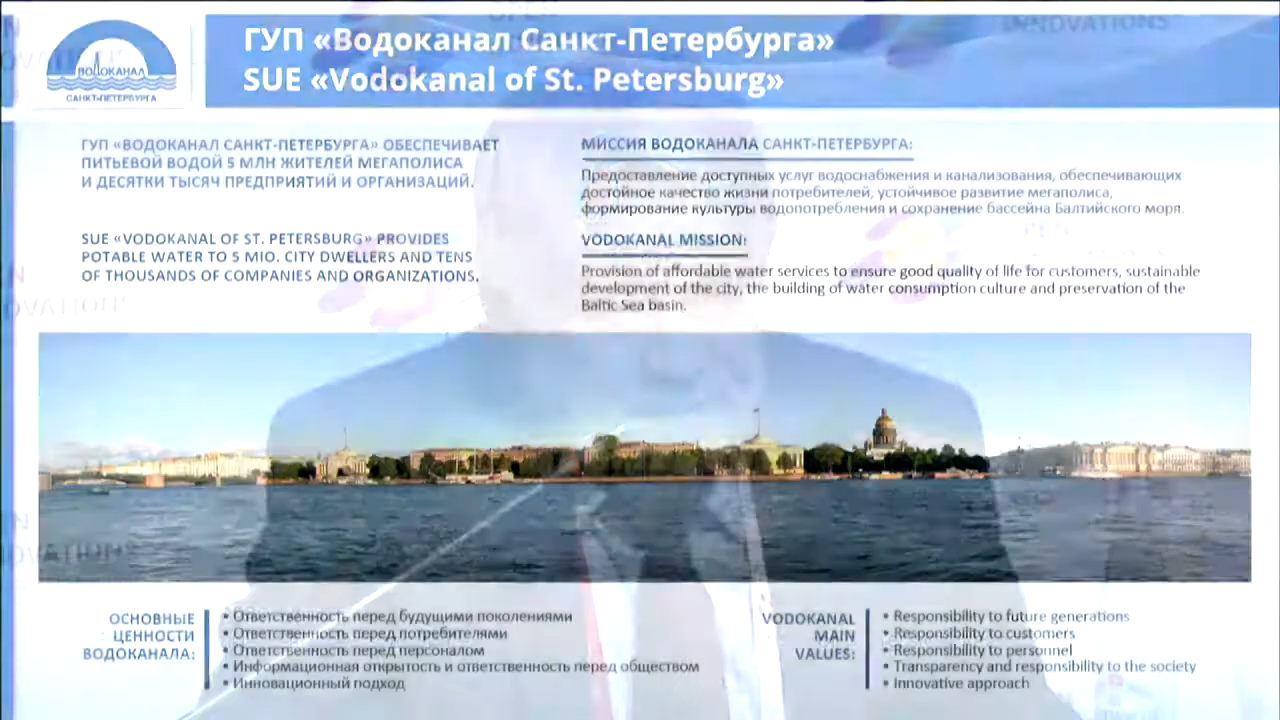 ГУП «Водоканал Санкт-Петербурга»
SUE «Vodokanal of St. Petersburg»
ВОДОКАНАЛ
САНКТ-ПЕТЕРБУРГА
ГУП «ВОДОКАНАЛ САНКТ-ПЕТЕРБУРГА» ОБЕСПЕЧИВАЕТ
ПИТЬЕВОЙ ВОДОЙ 5 МЛН ЖИТЕЛЕЙ МЕГАПОЛИСА
И ДЕСЯТКИ ТЫСЯЧ ПРЕДПРИЯТИЙ И ОРГАНИЗАЦИЙ.
SUE «VODOKANAL OF ST. PETERSBURG» PROVIDES
POTABLE WATER TO 5 MIO. CITY DWELLERS AND TENS
OF THOUSANDS OF COMPANIES AND ORGANIZATIONS.
МИССИЯ ВОДОКАНАЛА САНКТ-ПЕТЕРБУРГА:
Предоставление доступных услуг водоснабжения и канализования, обеспечивающих
достойное качество жизни потребителей, устойчивое развитие мегаполиса,
формирование культуры водопотребления и сохранение бассейна Балтийского моря.
VODOKANAL MISSION:
Provision of affordable water services to ensure good quality of life for customers, sustainable
development of the city, the building of water consumption culture and preservation of the
Baltic Sea basin.
ОСНОВНЫЕ
ЦЕННОСТИ
ВОДОКАНАЛА:
• Ответственность перед будущими поколениями
• Ответственность перед потребителями
• Ответственность перед персоналом
• Информационная открытость и ответственность перед обществом
• Инновационный подход
VODOKANAL
MAIN
VALUES:
• Responsibility to future generations
• Responsibility to customers
• Responsibility to personnel
• Transparency and responsibility to the society
• Innovative approach
OPEN
INNOVATIONS